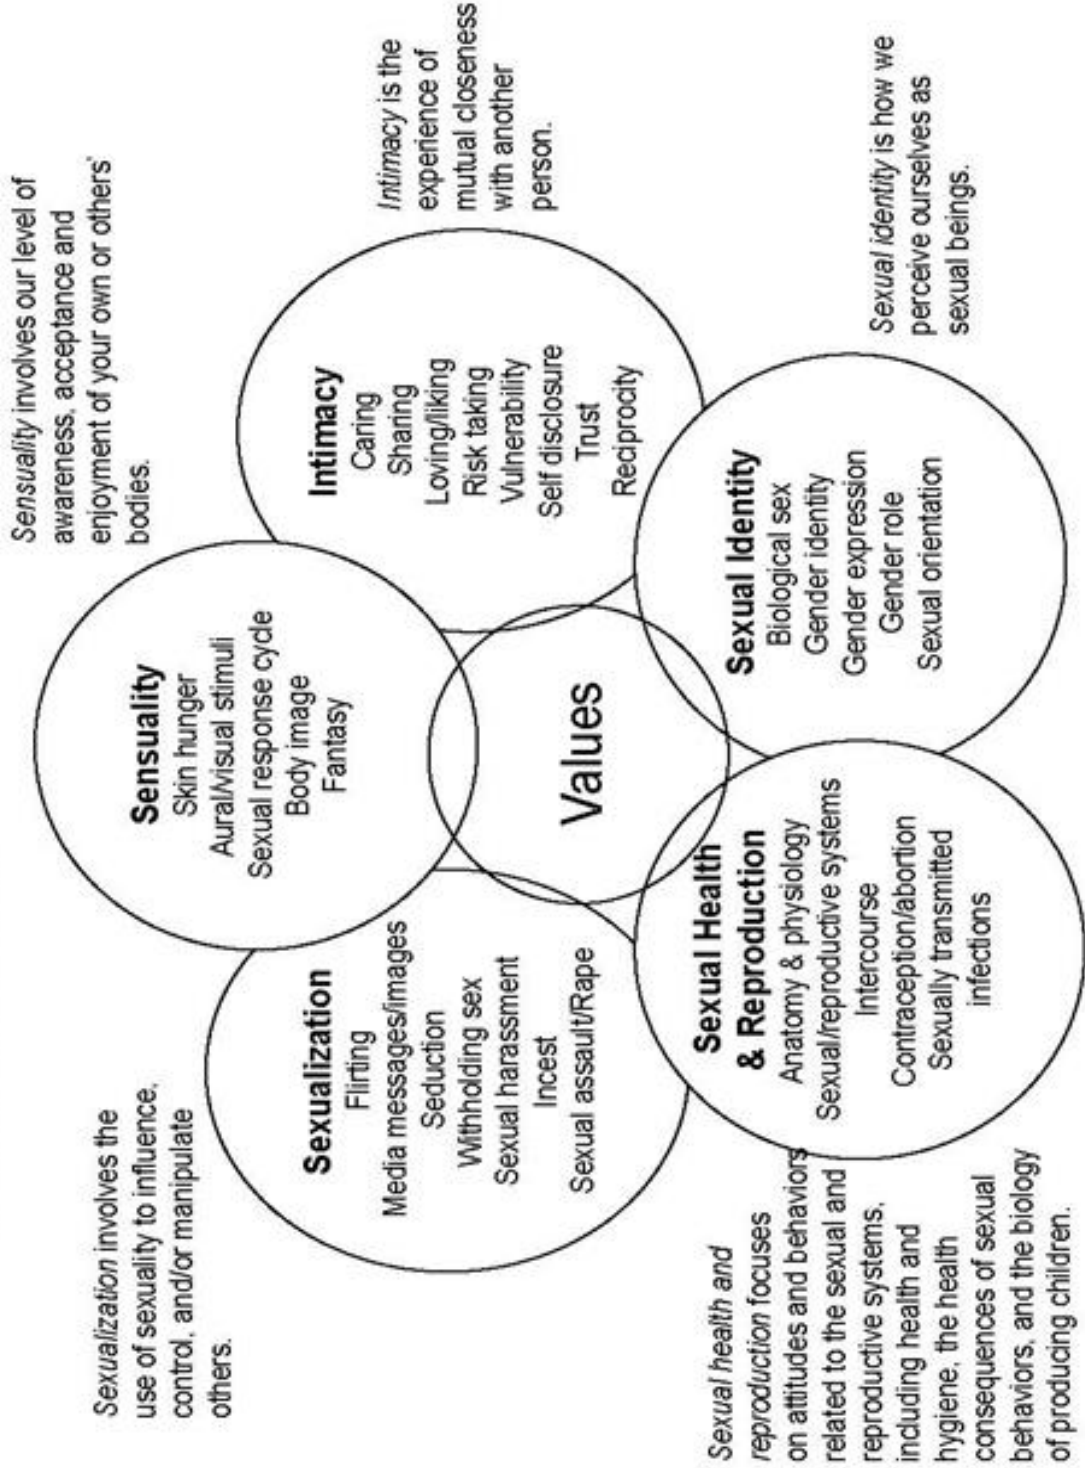 Sexualization involves the
use of sexuality to influence,
control, and/or manipulate
others.
Sensuality involves our level of
awareness, acceptance and
enjoyment of your own or others'
bodies.
Sensuality
Skin hunger
Aural/visual stimuli
Sexual response cycle
Body image
Fantasy
Sexualization
Flirting
Media messages/images
Seduction
Withholding sex
Sexual harassment
Incest
Sexual assault/Rape
Intimacy
Caring
Sharing
Loving/liking
Risk taking
Vulnerability
Self disclosure
Trust
Reciprocity
Intimacy is the
experience of
mutual closeness
with another
person.
Values
Sexual health and
reproduction focuses
on attitudes and behaviors
related to the sexual and
reproductive systems,
including health and
hygiene, the health
consequences of sexual
behaviors, and the biology
of producing children.
Sexual Health
& Reproduction
Anatomy & physiology
Sexual/reproductive systems
Intercourse
Contraception/abortion
Sexually transmitted
infections
Sexual Identity
Biological sex
Gender identity
Gender expression
Gender role
Sexual orientation
Sexual identity is how we
perceive ourselves as
sexual beings.